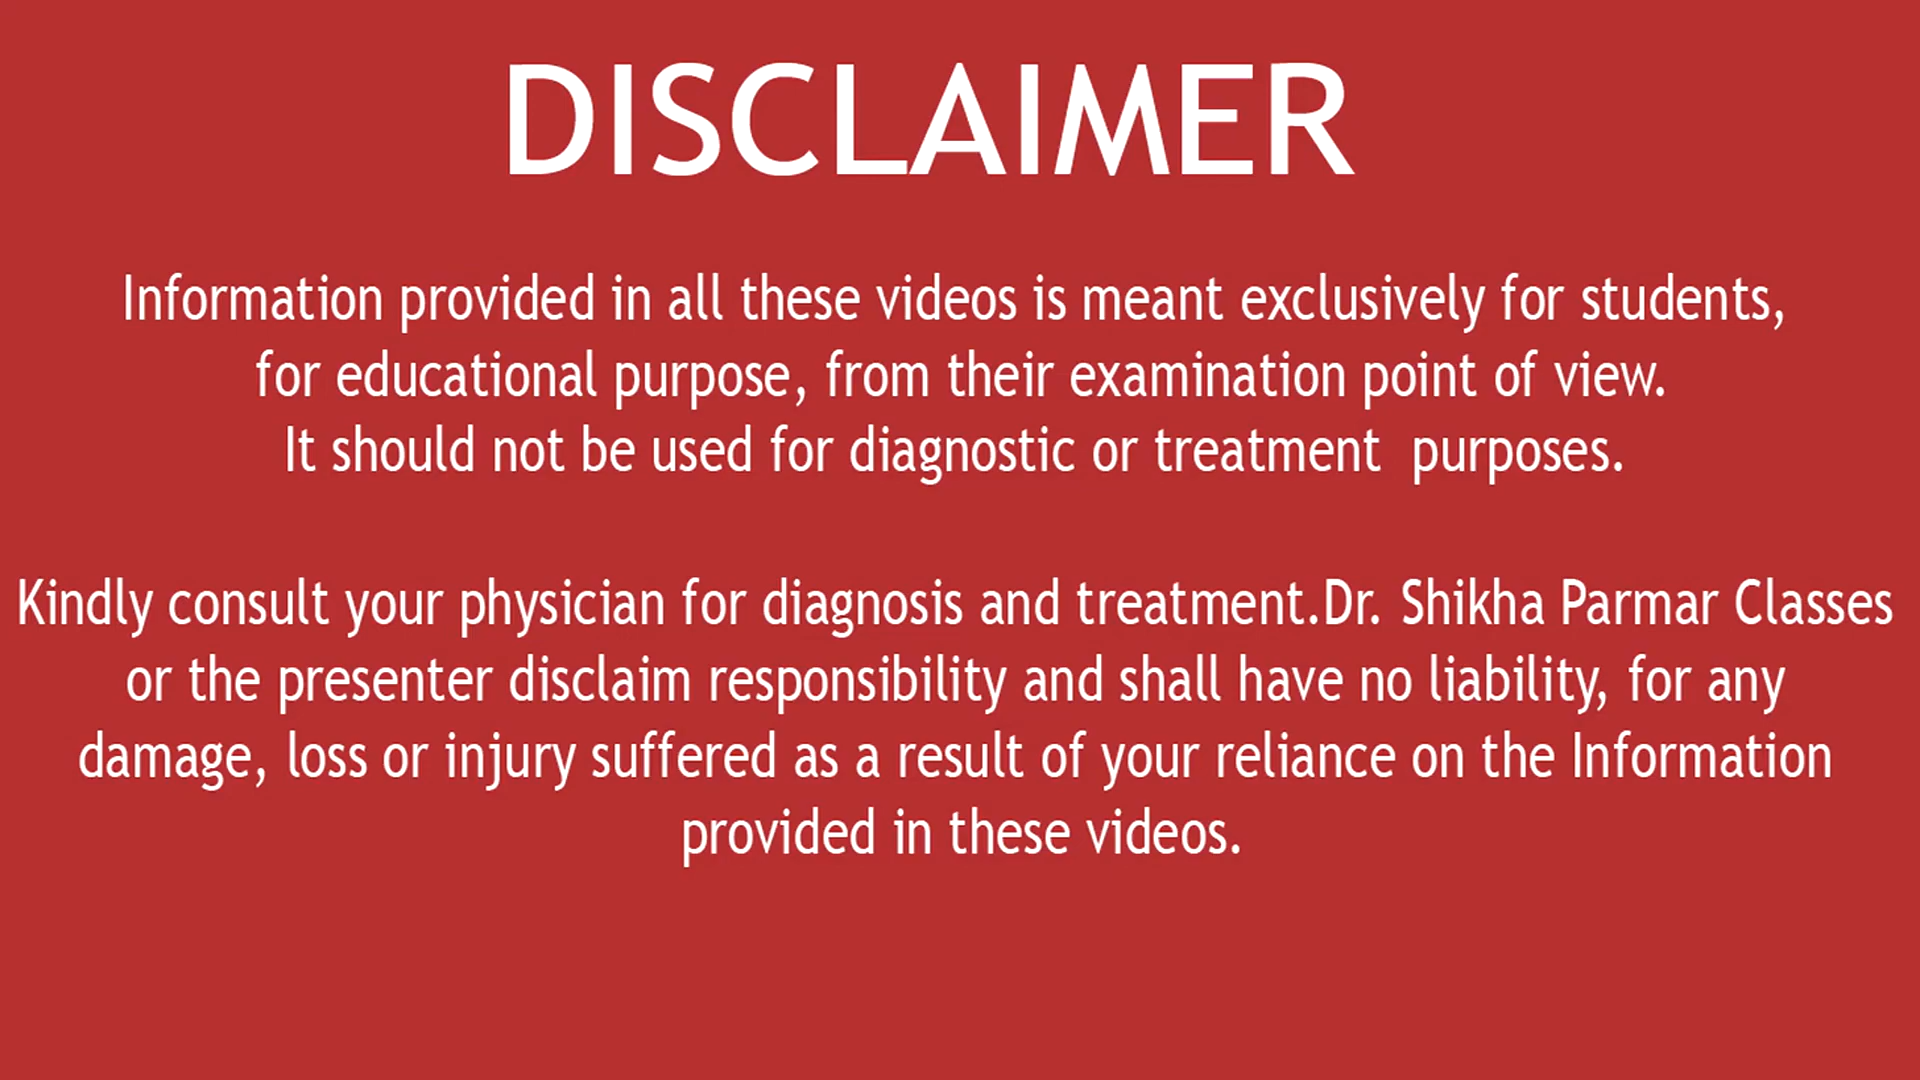 DISCLAIMER
Information provided in all these videos is meant exclusively for students,
for educational purpose, from their examination point of view.
It should not be used for diagnostic or treatment  purposes.
Kindly consult your physician for diagnosis and treatment.Dr. Shikha Parmar Classes
or the presenter disclaim responsibility and shall have no liability, for any
damage, loss or injury suffered as a result of your reliance on the Information
provided in these videos.